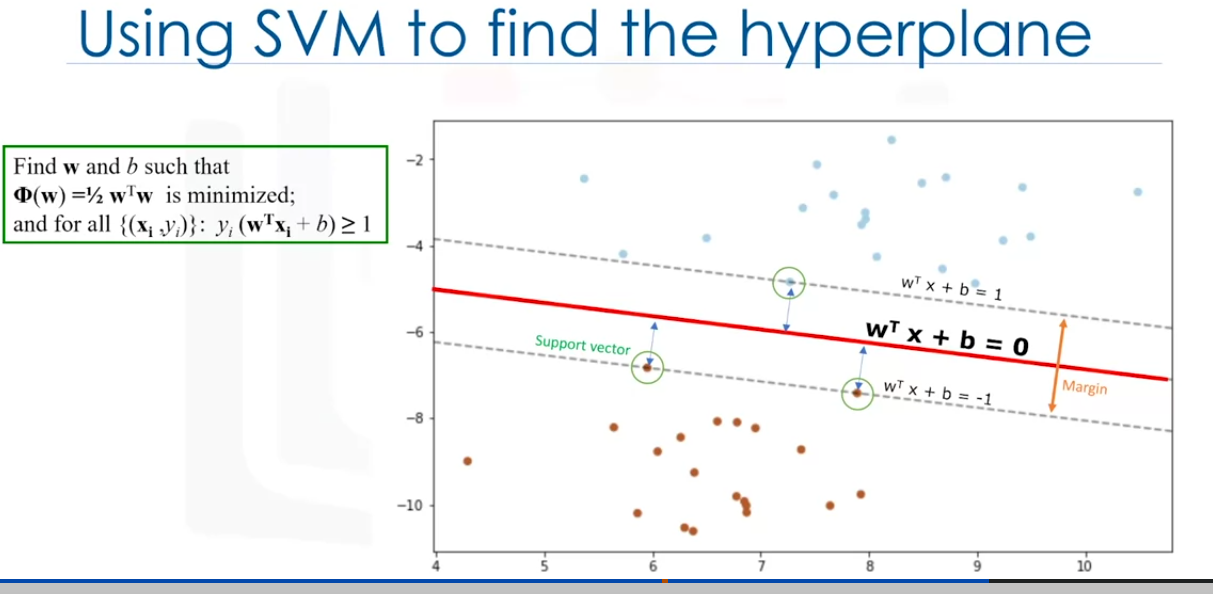 Using SVM to find the hyperplane
Find w and b such that
Φ(w) =½ wᵀw is minimized;
and for all {(xᵢ ,yᵢ)}: yᵢ (wᵀxᵢ + b) ≥ 1
−2
−4
−6
−8
−10
wᵀ x + b = 1
wᵀ x + b = 0
Support vector
Margin
wᵀ x + b = -1
4 5 6 7 8 9 10